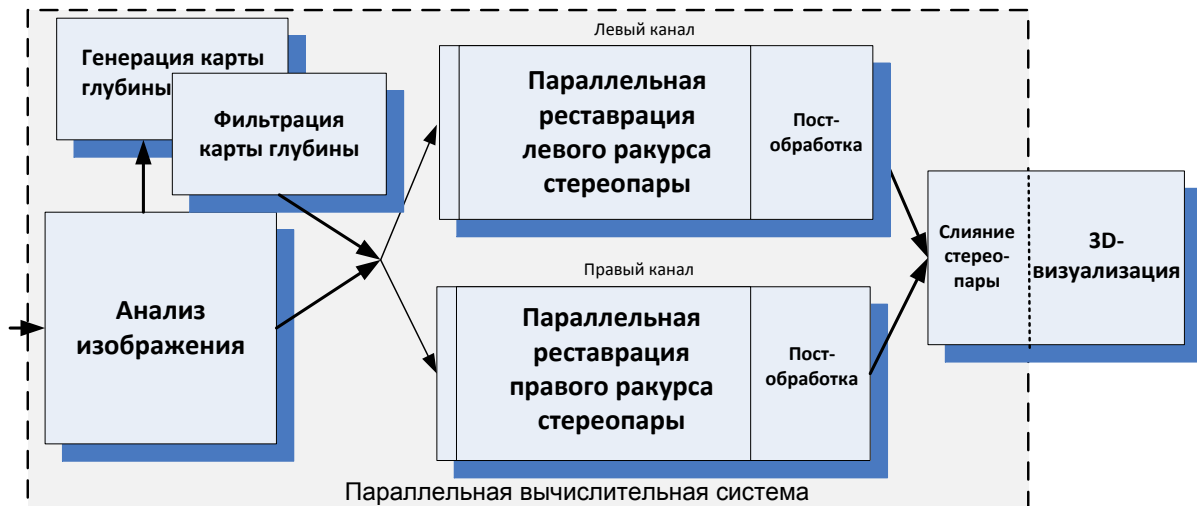 Генерация карты
глубины
Фильтрация
карты глубины
Анализ
изображения
Левый канал
Параллельная
реставрация
левого ракурса
стереопары
Пост-
обработка
Правый канал
Параллельная
реставрация
правого ракурса
стереопары
Пост-
обработка
Слияние
стерео-
пары
3D-
визуализация
Параллельная вычислительная система